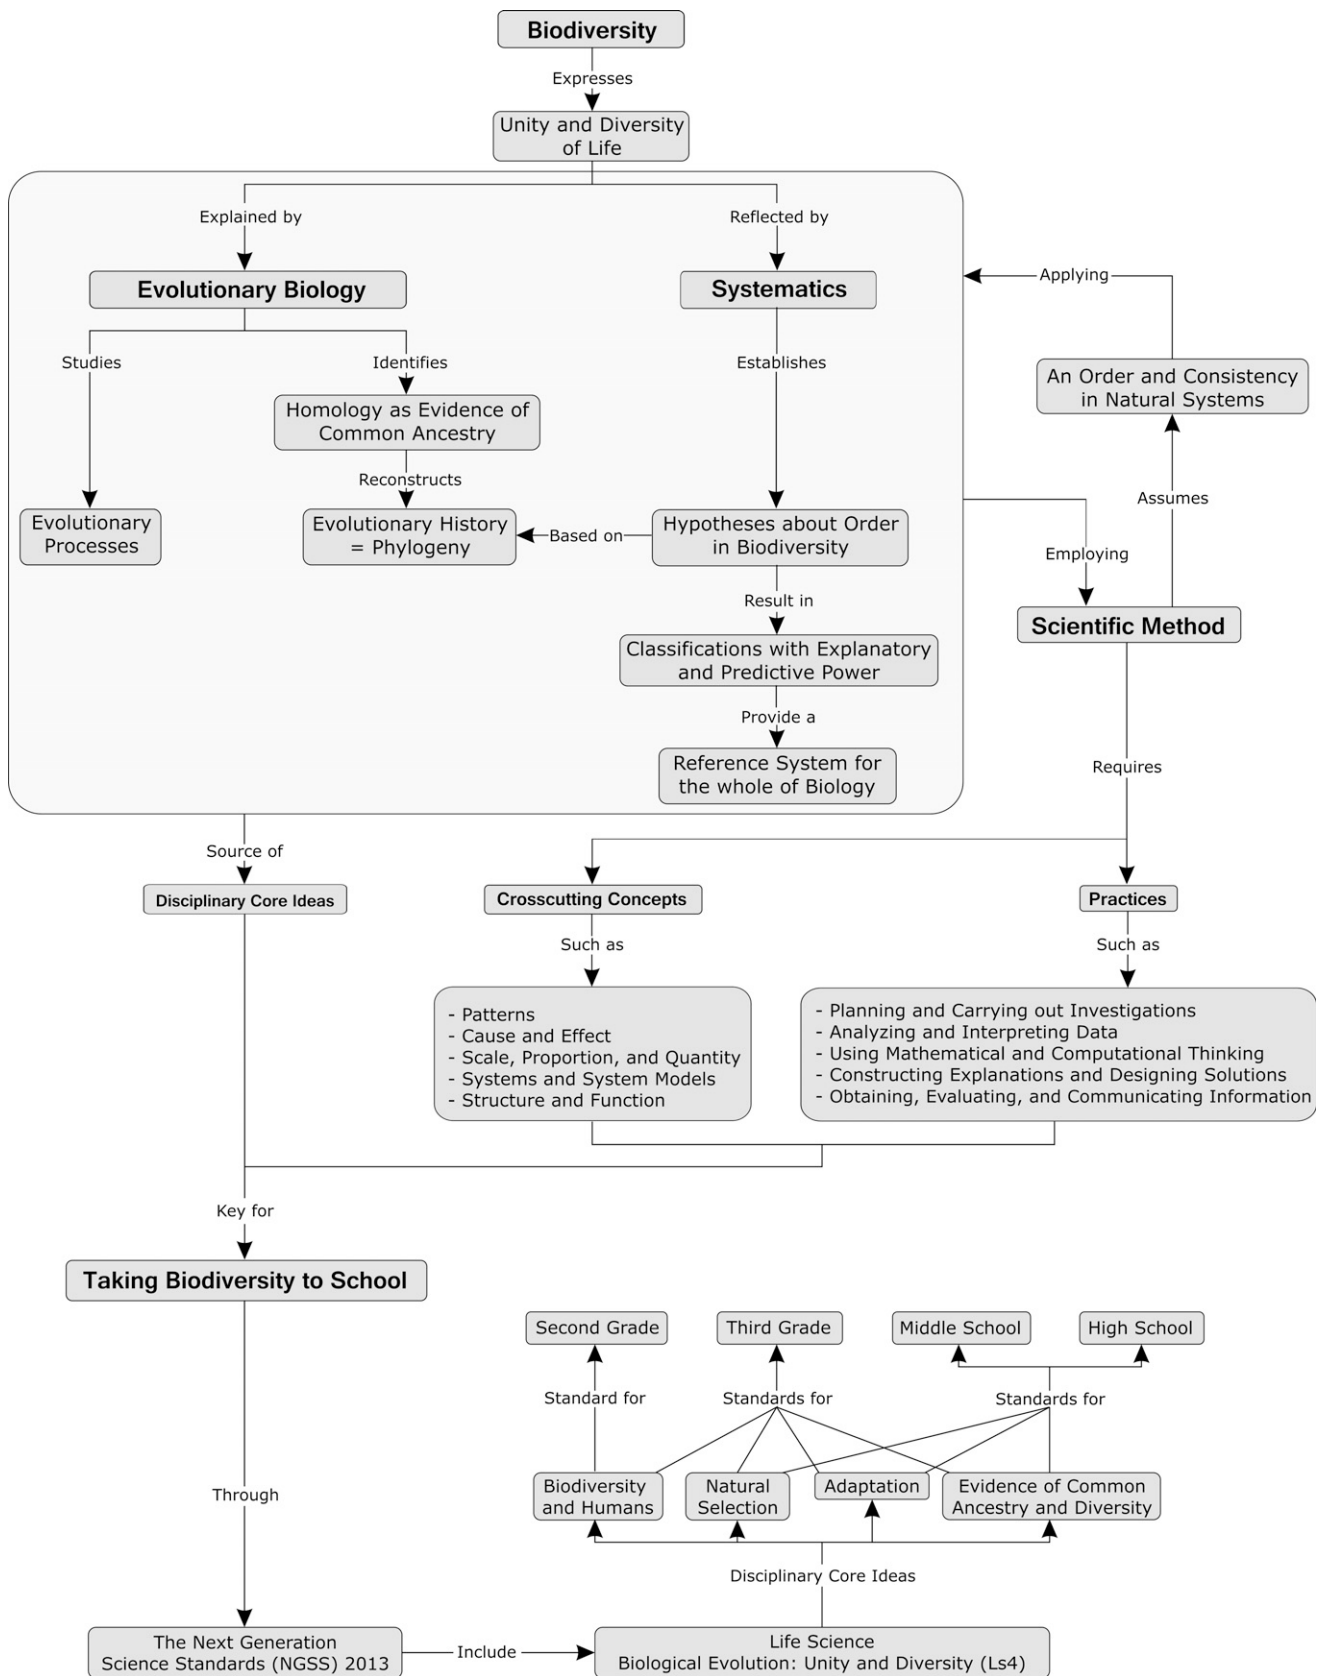 Biodiversity
Expresses
Unity and Diversity
of Life
Explained by
Reflected by
Evolutionary Biology
Systematics
Applying
Studies
Identifies
Establishes
An Order and Consistency
in Natural Systems
Homology as Evidence of
Common Ancestry
Reconstructs
Assumes
Evolutionary
Processes
Evolutionary History
= Phylogeny
Based on
Hypotheses about Order
in Biodiversity
Employing
Result in
Scientific Method
Classifications with Explanatory
and Predictive Power
Provide a
Reference System for
the whole of Biology
Requires
Source of
Disciplinary Core Ideas
Crosscutting Concepts
Practices
Such as
Such as
- Patterns
- Cause and Effect
- Scale, Proportion, and Quantity
- Systems and System Models
- Structure and Function
- Planning and Carrying out Investigations
- Analyzing and Interpreting Data
- Using Mathematical and Computational Thinking
- Constructing Explanations and Designing Solutions
- Obtaining, Evaluating, and Communicating Information
Key for
Taking Biodiversity to School
Second Grade
Third Grade
Middle School
High School
Standard for
Standards for
Standards for
Through
Biodiversity
and Humans
Natural
Selection
Adaptation
Evidence of Common
Ancestry and Diversity
Disciplinary Core Ideas
The Next Generation
Science Standards (NGSS) 2013
Include
Life Science
Biological Evolution: Unity and Diversity (Ls4)